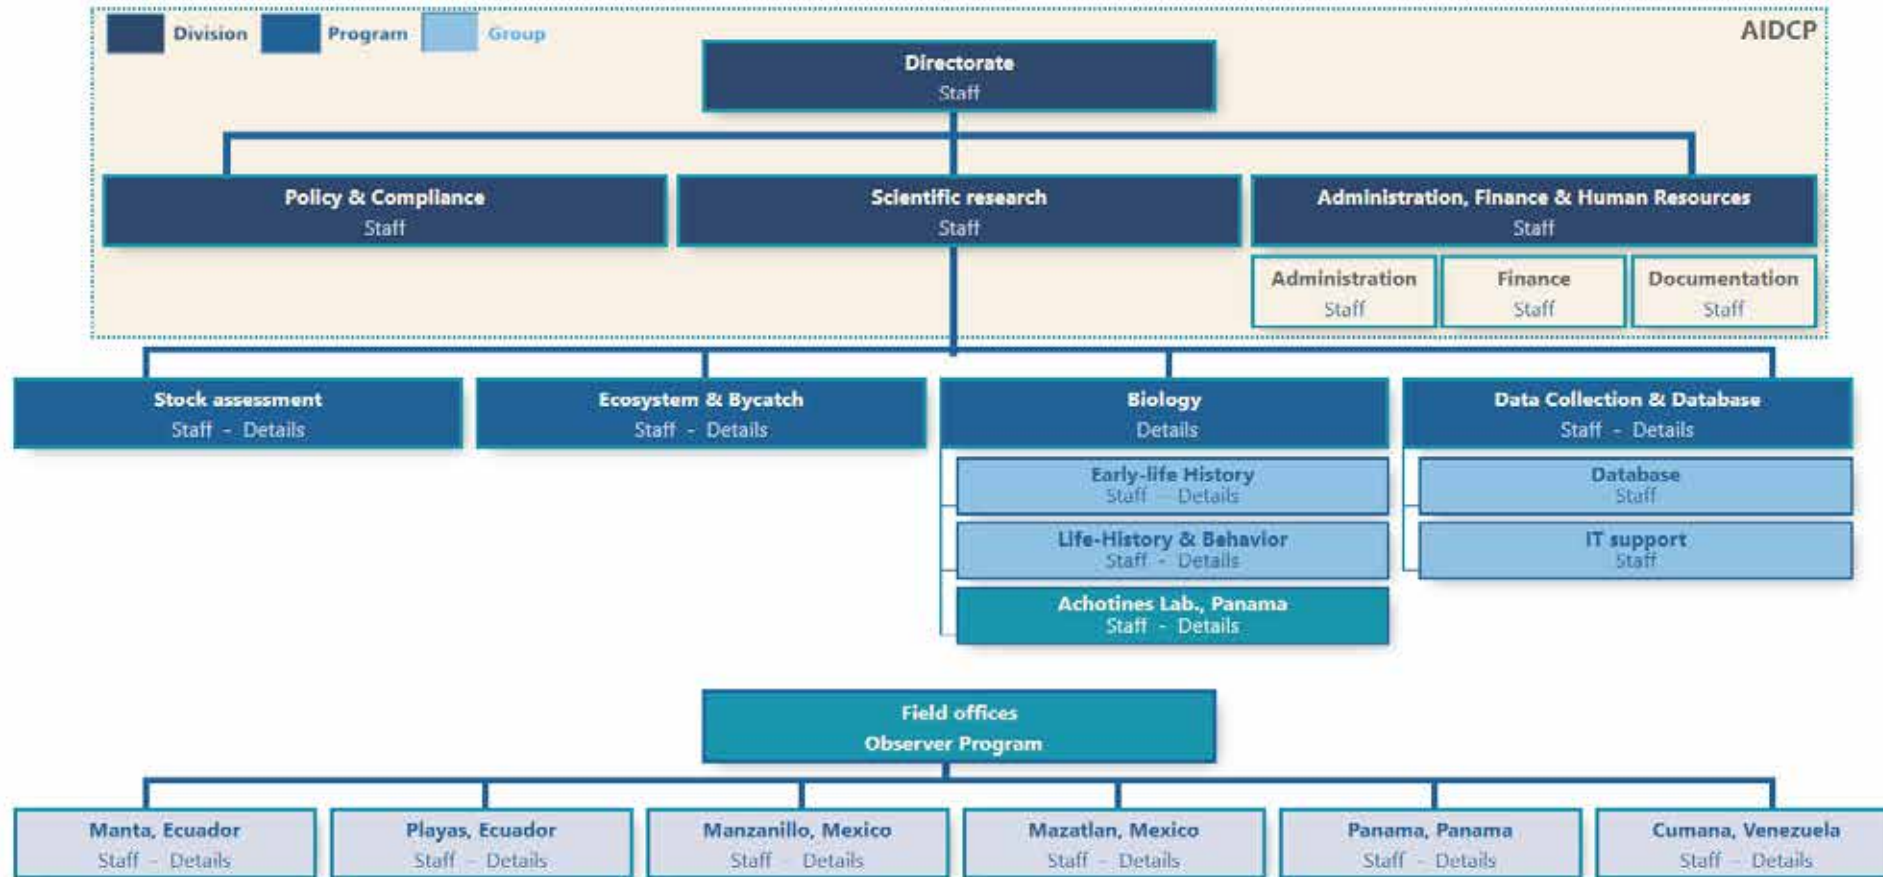 Division Program Group
AIDCP
Directorate
Staff
Policy & Compliance
Staff
Scientific research
Staff
Administration, Finance & Human Resources
Staff
Administration
Staff
Finance
Staff
Documentation
Staff
Stock assessment
Staff - Details
Ecosystem & Bycatch
Staff - Details
Biology
Details
Early-life History
Staff - Details
Life-History & Behavior
Staff - Details
Achotines Lab., Panama
Staff - Details
Data Collection & Database
Staff - Details
Database
Staff
IT support
Staff
Field offices
Observer Program
Manta, Ecuador
Staff - Details
Playas, Ecuador
Staff - Details
Manzanillo, Mexico
Staff - Details
Mazatlan, Mexico
Staff - Details
Panama, Panama
Staff - Details
Cumana, Venezuela
Staff - Details